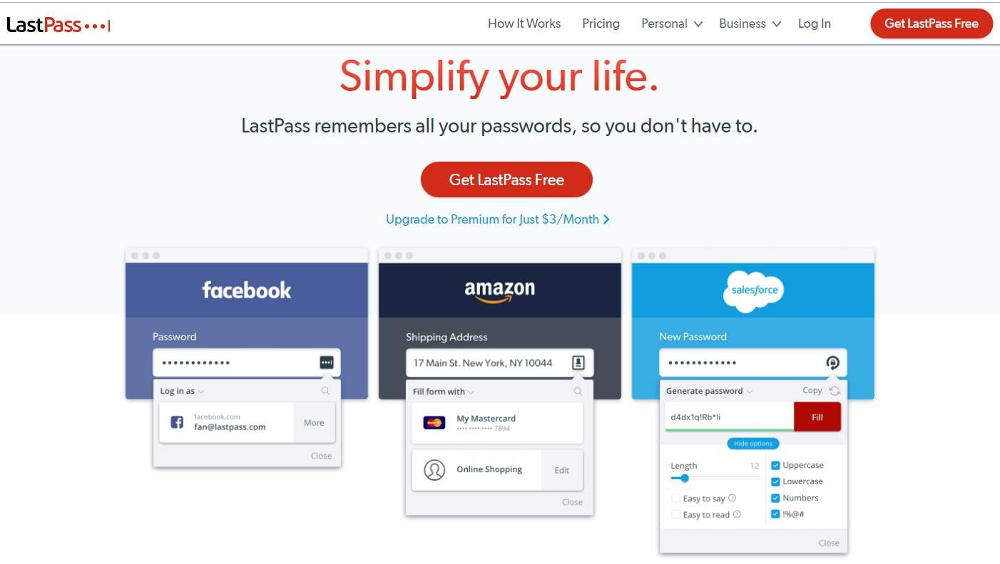 LastPass
How It Works
Pricing
Personal
Business
Log In
Get LastPass Free
Simplify your life.
LastPass remembers all your passwords, so you don't have to.
Get LastPass Free
Upgrade to Premium for Just $3/Month
facebook
Password
Log in as
facebook.com
fan@lastpass.com
More
Close
amazon
Shipping Address
17 Main St. New York, NY 10044
Fill form with
My Mastercard
•••• •••• •••• 7894
Online Shopping
Edit
Close
salesforce
New Password
Generate password
Copy
d4dx1q!Rb*li
Fill
Hide options
Length 12
Easy to say
Easy to read
Uppercase
Lowercase
Numbers
!%@#
Close